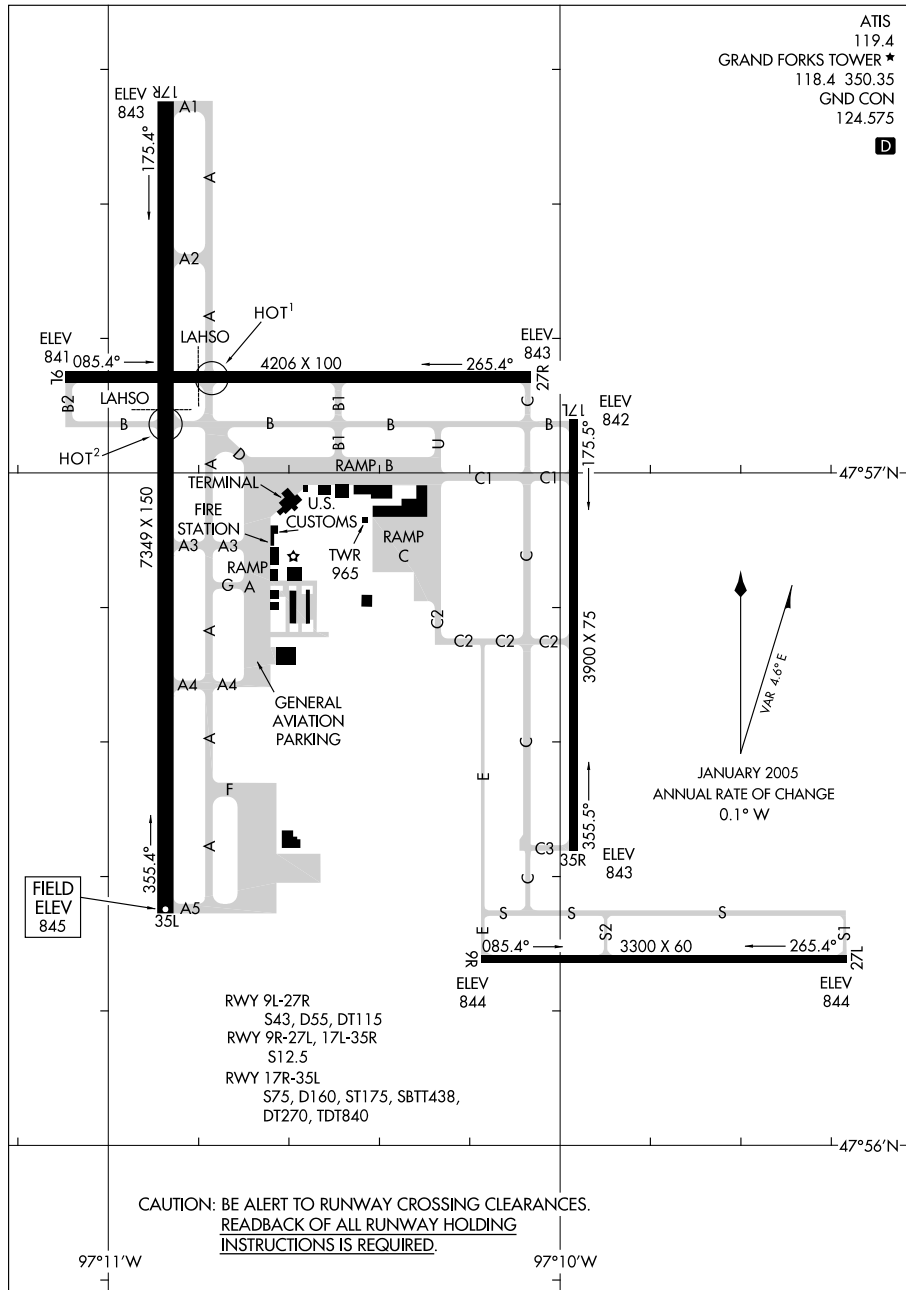 ATIS
119.4
GRAND FORKS TOWER ★
118.4 350.35
GND CON
124.575
D
ELEV
843
17R
A1
175.4°
A
A2
A
HOT1
LAHSO
ELEV
841
085.4°
4206 X 100
265.4°
ELEV
843
9L
27R
B2
LAHSO
B1
C
17L
ELEV
842
B
B
B
B
HOT2
D
B1
U
175.5°
A
RAMP B
C1
C1
47°57'N
TERMINAL
U.S.
CUSTOMS
FIRE
STATION
7349 X 150
A3
A3
RAMP
A
TWR
965
RAMP
C
C
G
A
C2
C2
C2
C2
3900 X 75
VAR 4.6° E
A4
A4
GENERAL
AVIATION
PARKING
A
C
E
JANUARY 2005
ANNUAL RATE OF CHANGE
0.1° W
F
355.4°
A
355.5°
C3
35R
ELEV
843
C
FIELD
ELEV
845
A5
35L
S
S
S
E
S2
S1
085.4°
3300 X 60
265.4°
9R
27L
ELEV
844
ELEV
844
RWY 9L-27R
S43, D55, DT115
RWY 9R-27L, 17L-35R
S12.5
RWY 17R-35L
S75, D160, ST175, SBTT438,
DT270, TDT840
47°56'N
CAUTION: BE ALERT TO RUNWAY CROSSING CLEARANCES.
READBACK OF ALL RUNWAY HOLDING
INSTRUCTIONS IS REQUIRED.
97°11'W
97°10'W